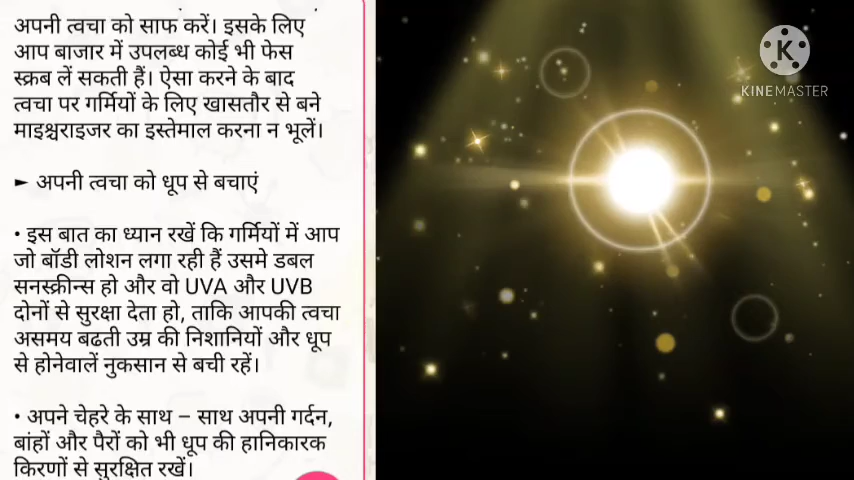 अपनी त्वचा को साफ करें। इसके लिए
आप बाजार में उपलब्ध कोई भी फेस
स्क्रब लें सकती हैं। ऐसा करने के बाद
त्वचा पर गर्मियों के लिए खासतौर से बने
माइश्चराइजर का इस्तेमाल करना न भूलें।
► अपनी त्वचा को धूप से बचाएं
• इस बात का ध्यान रखें कि गर्मियों में आप
जो बॉडी लोशन लगा रही हैं उसमे डबल
सनस्क्रीन्स हो और वो UVA और UVB
दोनों से सुरक्षा देता हो, ताकि आपकी त्वचा
असमय बढती उम्र की निशानियों और धूप
से होनेवालें नुकसान से बची रहें।
• अपने चेहरे के साथ – साथ अपनी गर्दन,
बांहों और पैरों को भी धूप की हानिकारक
किरणों से सुरक्षित रखें।
K
KINEMASTER